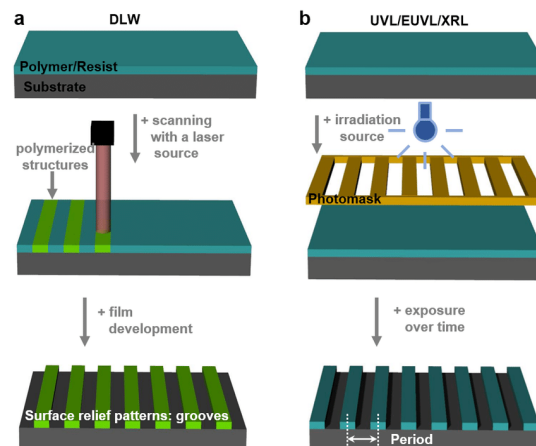 a
DLW
Polymer/Resist
Substrate
+ scanning
with a laser
source
polymerized
structures
+ film
development
Surface relief patterns: grooves
b
UVL/EUVL/XRL
+ irradiation
source
Photomask
+ exposure
over time
Period